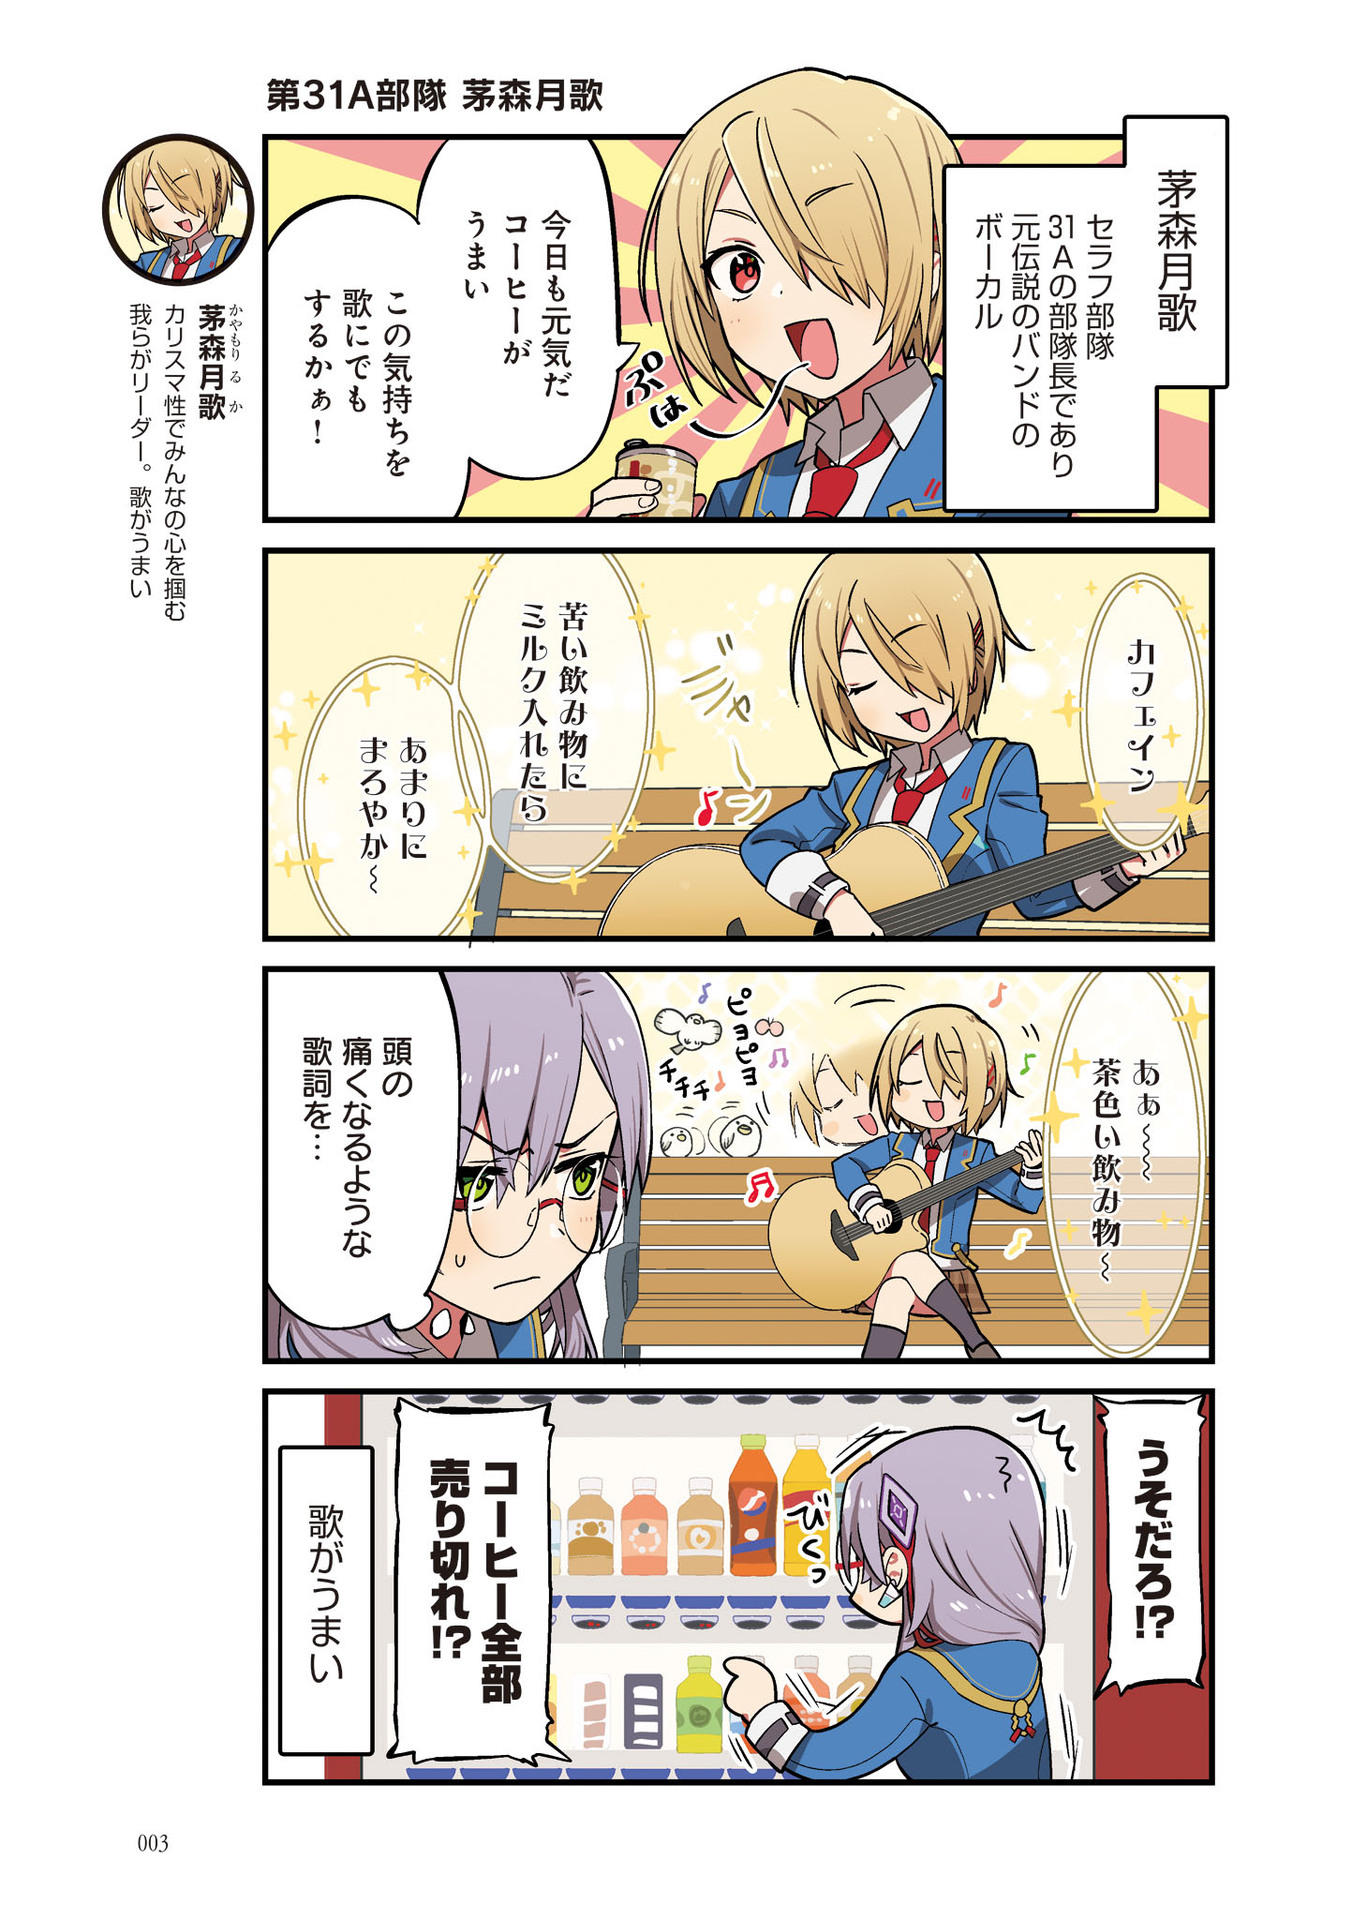 第31A部隊 茅森月歌
茅森月歌
セラフ部隊
31Aの部隊長であり
元伝説のバンドの
ボーカル
ぷは
今日も元気だ
コーヒーが
うまい
この気持ちを
歌にでも
するかぁ！
かやもりるか
茅森月歌
カリスマ性でみんなの心を掴む
我らがリーダー。歌がうまい
カフェイン
ジャーン
苦い飲み物に
ミルク入れたら
あまりに
まろやか～
あぁ～～～
茶色い飲み物～
ピヨピヨ
チチチ
頭の
痛くなるような
歌詞を…
うそだろ!?
びくっ
コーヒー全部
売り切れ!?
歌がうまい
003